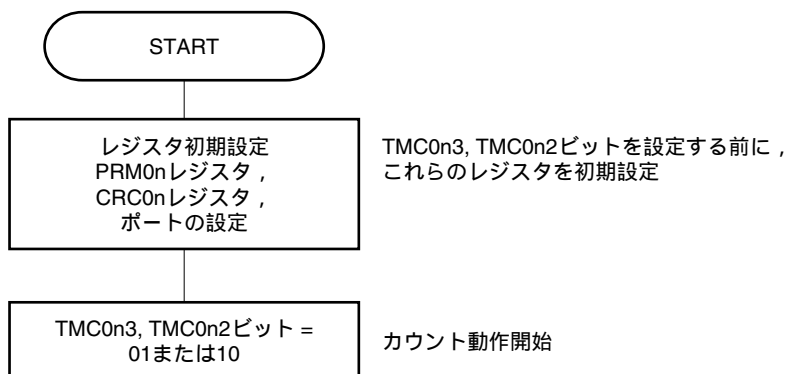 START
レジスタ初期設定
PRM0nレジスタ，
CRC0nレジスタ，
ポートの設定
TMC0n3, TMC0n2ビットを設定する前に，
これらのレジスタを初期設定
TMC0n3, TMC0n2ビット =
01または10
カウント動作開始